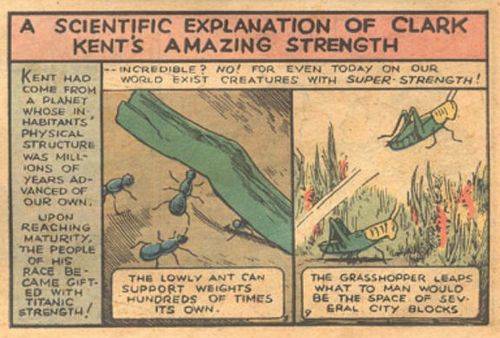 A SCIENTIFIC EXPLANATION OF CLARK
KENT'S AMAZING STRENGTH
KENT HAD
COME FROM
A PLANET
WHOSE IN-
HABITANTS'
PHYSICAL
STRUCTURE
WAS MILL-
IONS OF
YEARS AD-
VANCED OF
OUR OWN.
UPON
REACHING
MATURITY,
THE PEOPLE
OF HIS
RACE BE-
CAME GIFT-
ED WITH
TITANIC
STRENGTH!
--INCREDIBLE? NO! FOR EVEN TODAY ON OUR
WORLD EXIST CREATURES WITH SUPER-STRENGTH!
THE LOWLY ANT CAN
SUPPORT WEIGHTS
HUNDREDS OF TIMES
ITS OWN.
THE GRASSHOPPER LEAPS
WHAT TO MAN WOULD
BE THE SPACE OF SEV-
ERAL CITY BLOCKS